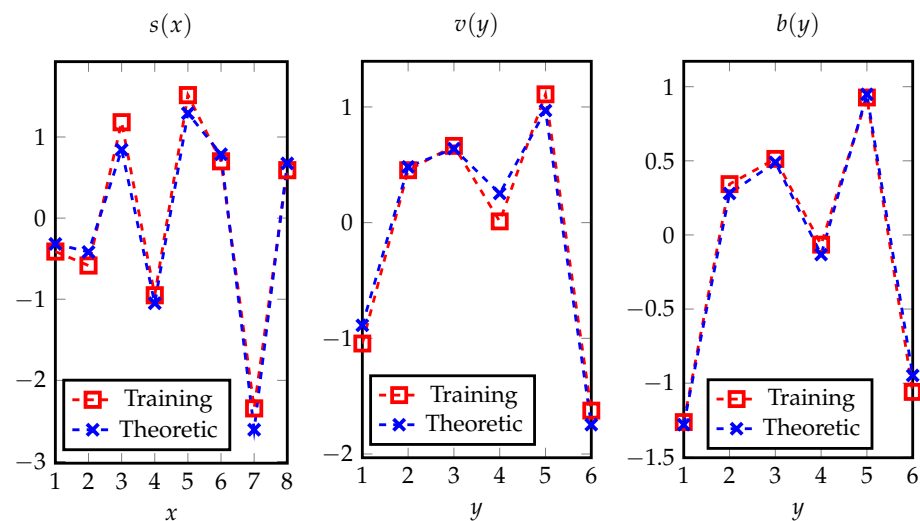 s(x)
1
0
−1
−2
−3
1 2 3 4 5 6 7 8
x
Training
Theoretic
v(y)
1
0
−1
−2
1 2 3 4 5 6
y
Training
Theoretic
b(y)
1
0.5
0
−0.5
−1
−1.5
1 2 3 4 5 6
y
Training
Theoretic